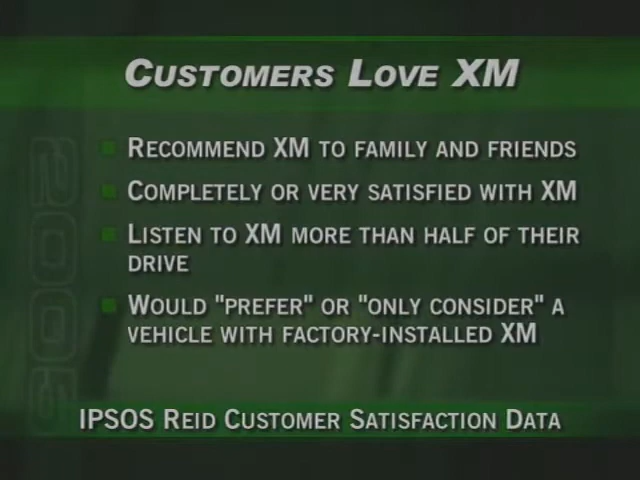 CUSTOMERS LOVE XM
RECOMMEND XM TO FAMILY AND FRIENDS
COMPLETELY OR VERY SATISFIED WITH XM
LISTEN TO XM MORE THAN HALF OF THEIR
DRIVE
WOULD "PREFER" OR "ONLY CONSIDER" A
VEHICLE WITH FACTORY-INSTALLED XM
2005
IPSOS REID CUSTOMER SATISFACTION DATA